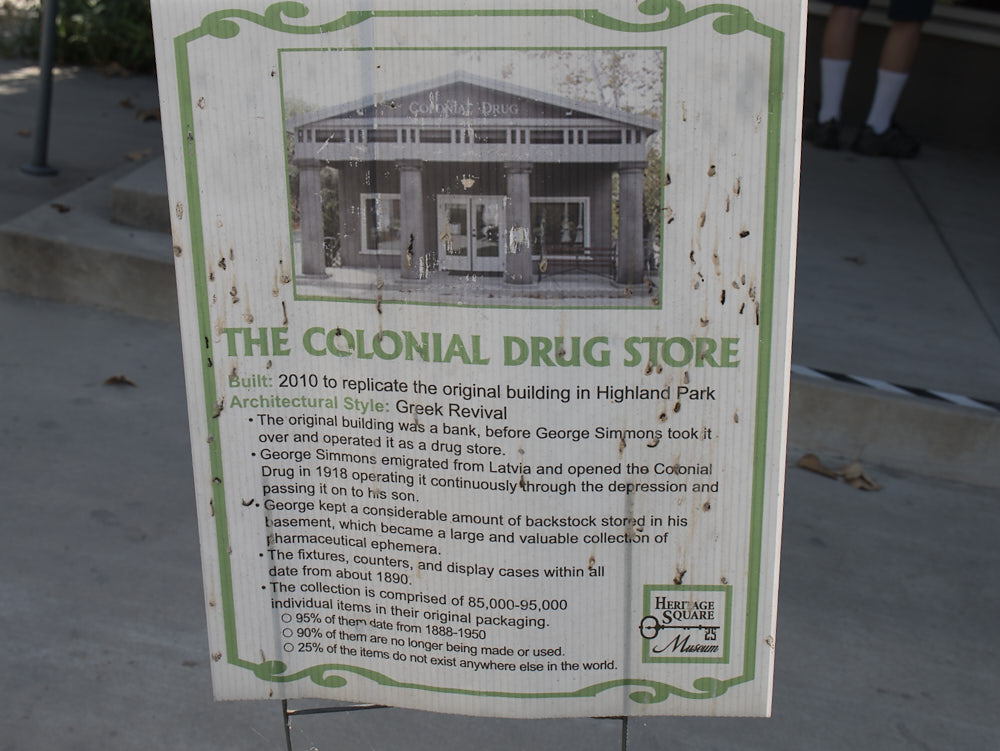 COLONIAL DRUG
THE COLONIAL DRUG STORE
Built: 2010 to replicate the original building in Highland Park
Architectural Style: Greek Revival
• The original building was a bank, before George Simmons took it
over and operated it as a drug store.
• George Simmons emigrated from Latvia and opened the Colonial
Drug in 1918 operating it continuously through the depression and
passing it on to his son.
• George kept a considerable amount of backstock stored in his
basement, which became a large and valuable collection of
pharmaceutical ephemera.
• The fixtures, counters, and display cases within all
date from about 1890.
• The collection is comprised of 85,000-95,000
individual items in their original packaging.
○ 95% of them date from 1888-1950
○ 90% of them are no longer being made or used.
○ 25% of the items do not exist anywhere else in the world.
HERITAGE
SQUARE
Museum